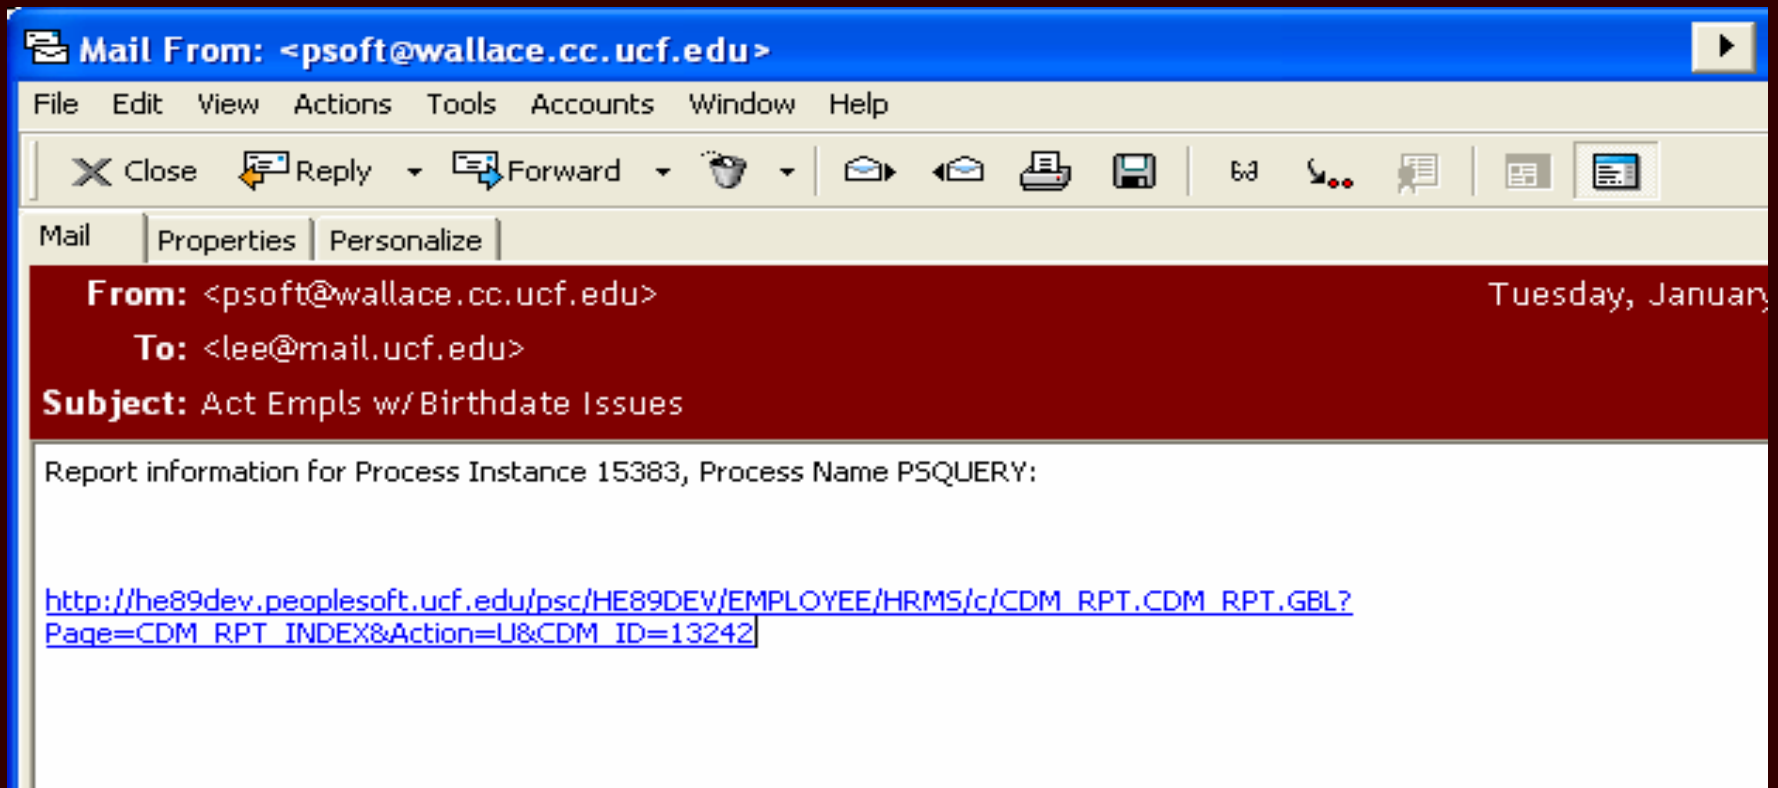 Mail From: <psoft@wallace.cc.ucf.edu>
File Edit View Actions Tools Accounts Window Help
Close Reply Forward
Mail Properties Personalize
From: <psoft@wallace.cc.ucf.edu> Tuesday, January
To: <lee@mail.ucf.edu>
Subject: Act Empls w/Birthdate Issues
Report information for Process Instance 15383, Process Name PSQUERY:
http://he89dev.peoplesoft.ucf.edu/psc/HE89DEV/EMPLOYEE/HRMS/c/CDM_RPT.CDM_RPT.GBL?
Page=CDM_RPT_INDEX&Action=U&CDM_ID=13242